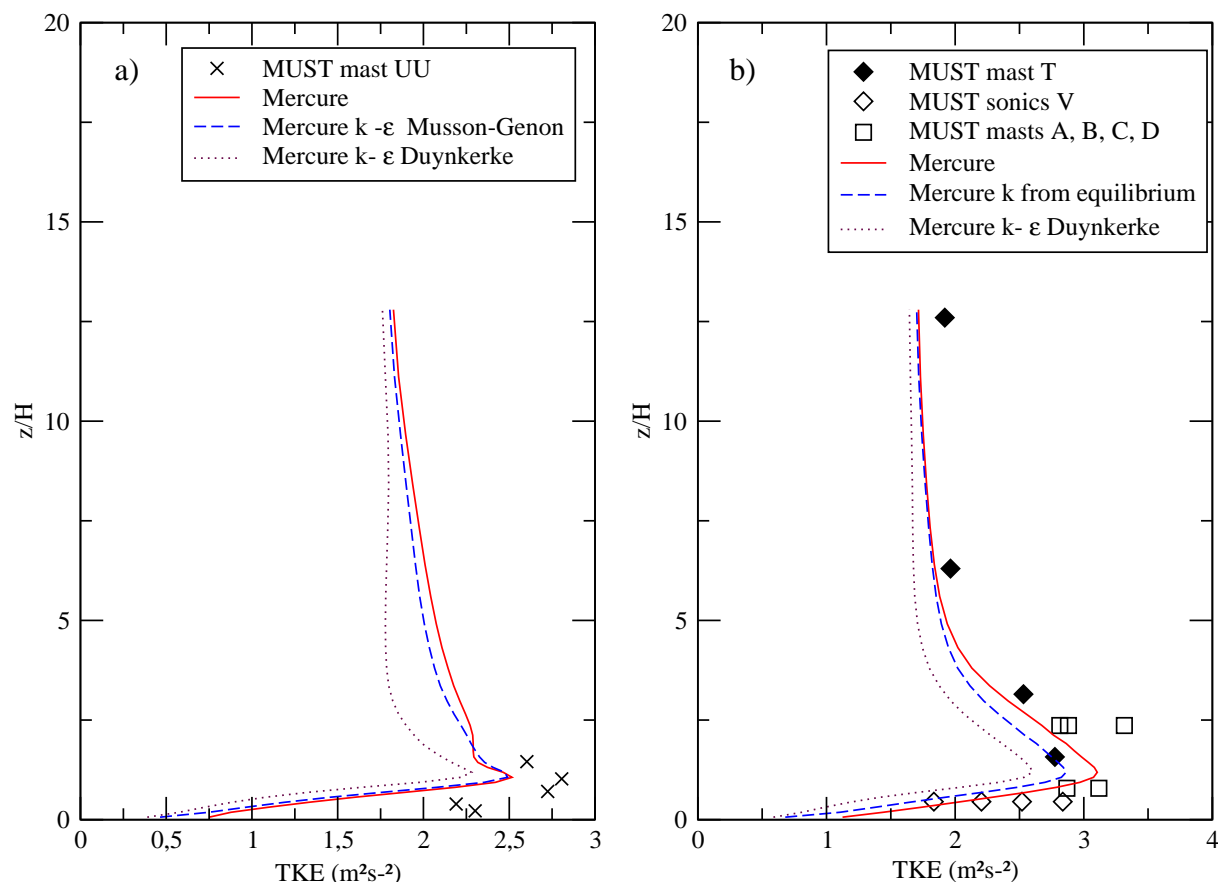 a)
MUST mast UU
Mercure
Mercure k -ε Musson-Genon
Mercure k- ε Duynkerke
20
15
10
5
0
z/H
0
0,5
1
1,5
2
2,5
3
TKE (m²s-²)
b)
MUST mast T
MUST sonics V
MUST masts A, B, C, D
Mercure
Mercure k from equilibrium
Mercure k- ε Duynkerke
20
15
10
5
0
z/H
0
1
2
3
4
TKE (m²s-²)